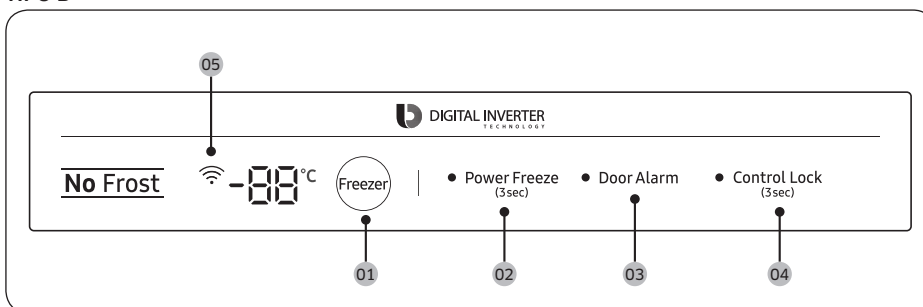 05
DIGITAL INVERTER
TECHNOLOGY
No Frost
-88°C
Freezer
Power Freeze
(3sec)
Door Alarm
Control Lock
(3sec)
01
02
03
04